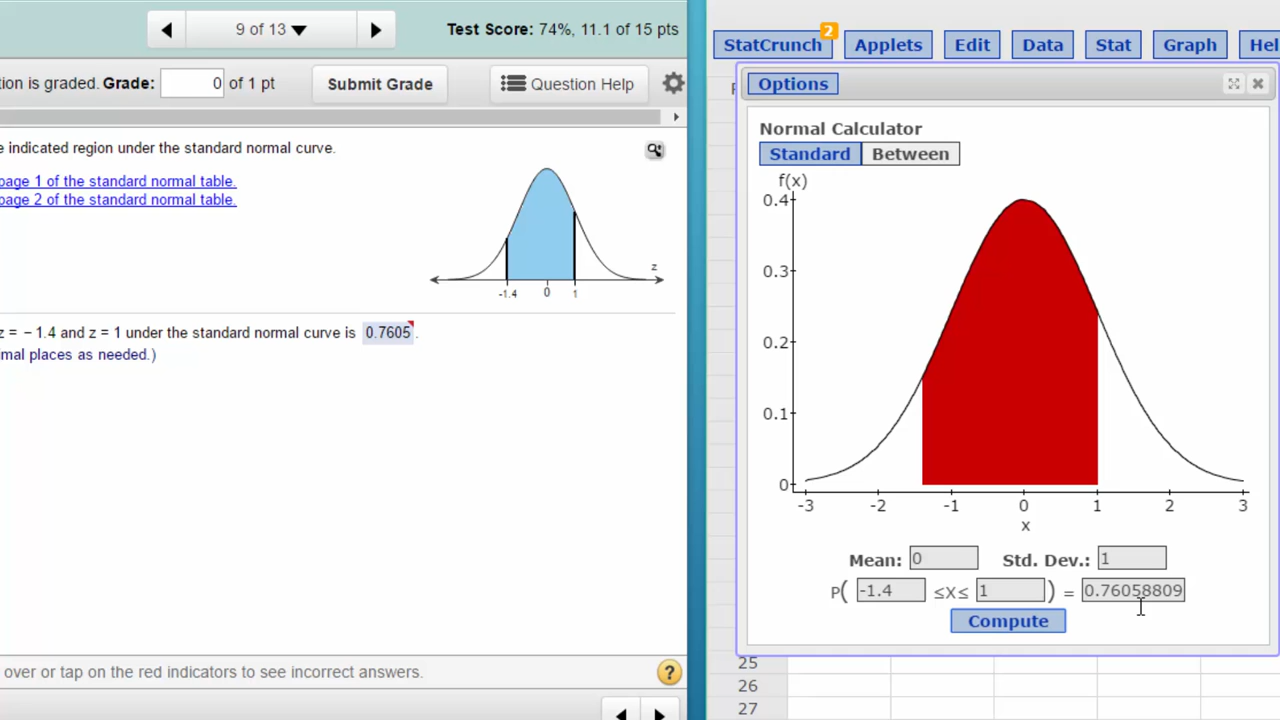 9 of 13
Test Score: 74%, 11.1 of 15 pts
tion is graded. Grade: 0 of 1 pt
Submit Grade
Question Help
e indicated region under the standard normal curve.
page 1 of the standard normal table.
page 2 of the standard normal table.
z
-1.4 0 1
z = − 1.4 and z = 1 under the standard normal curve is 0.7605.
imal places as needed.)
over or tap on the red indicators to see incorrect answers.
?
StatCrunch 2 Applets Edit Data Stat Graph Hel
Options
Normal Calculator
Standard Between
f(x)
0.4
0.3
0.2
0.1
0
-3 -2 -1 0 1 2 3
x
Mean: 0 Std. Dev.: 1
P( -1.4 ≤X≤ 1 ) = 0.76058809
Compute
25
26
27